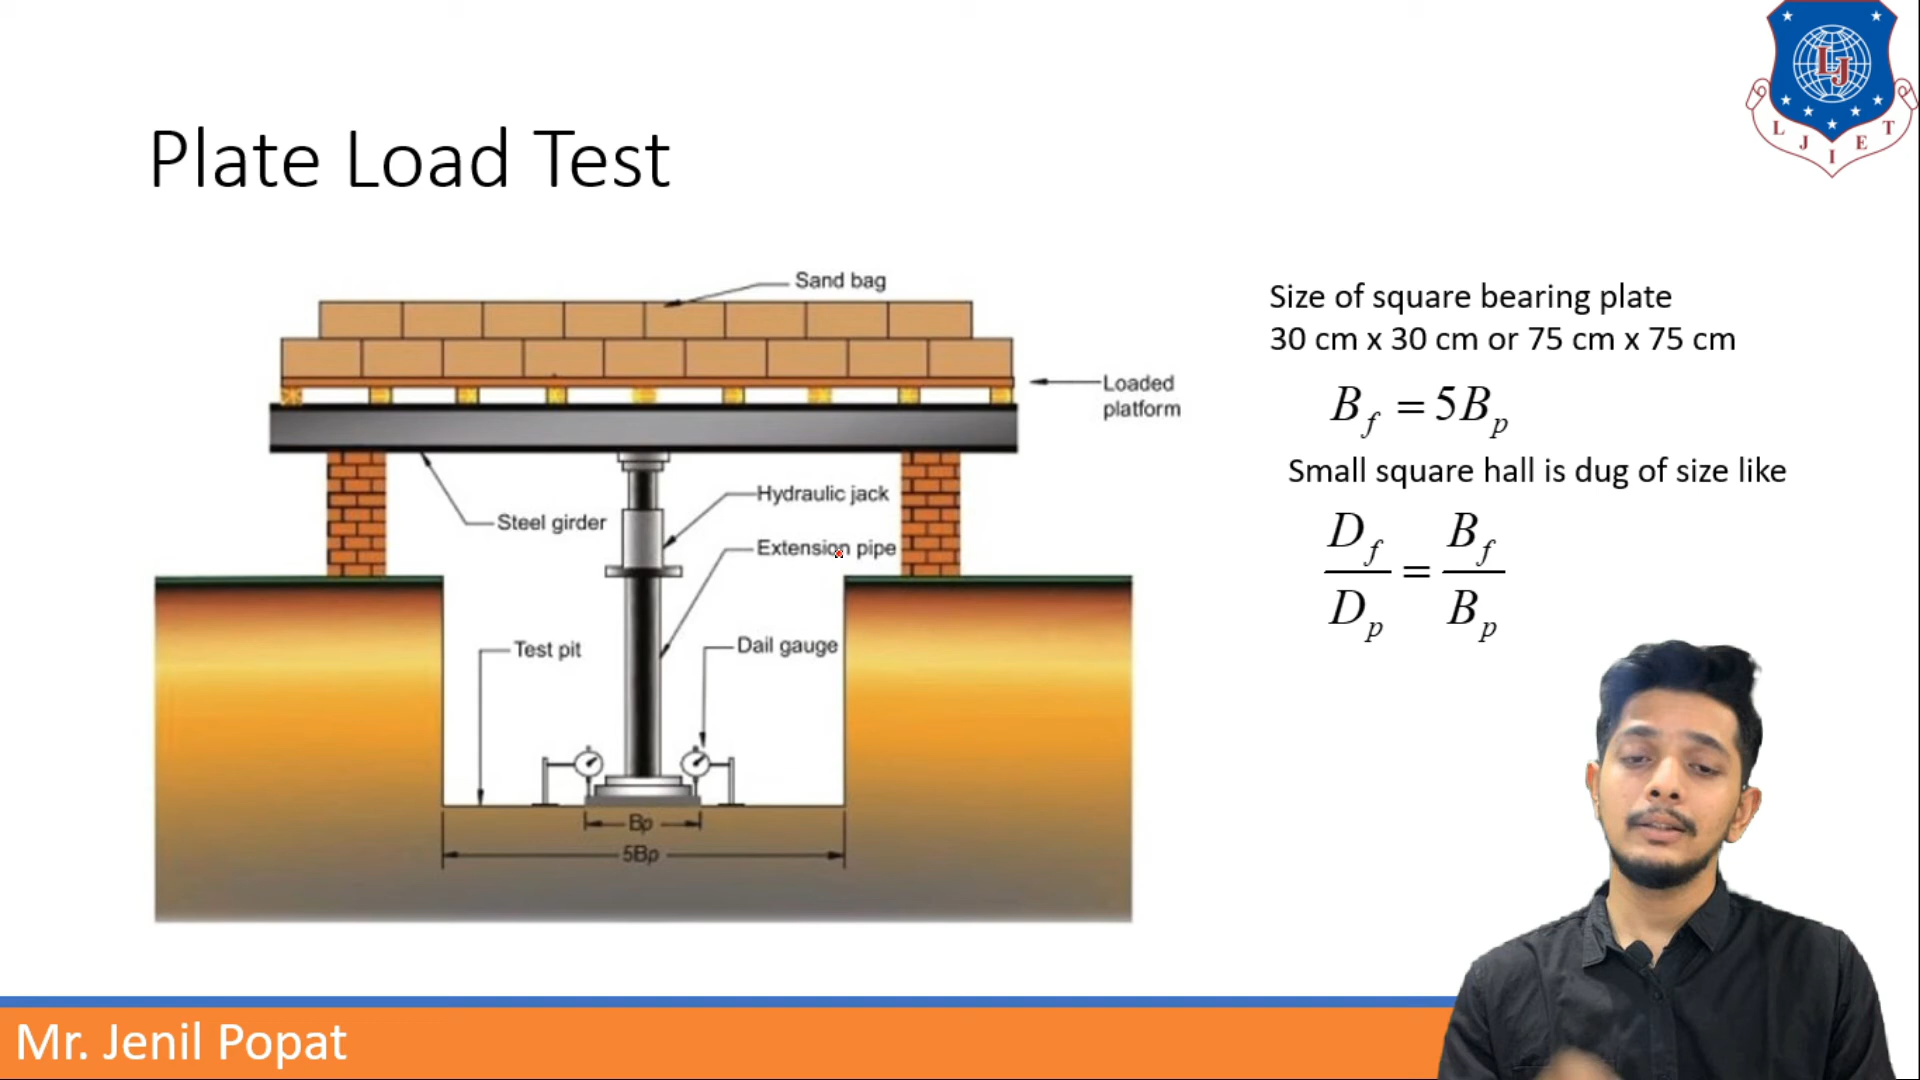 LJ
L J I E T
Plate Load Test
Sand bag
Loaded
platform
Hydraulic jack
Steel girder
Extension pipe
Test pit
Dail gauge
Bp
5Bp
Size of square bearing plate
30 cm x 30 cm or 75 cm x 75 cm
B_f = 5B_p
Small square hall is dug of size like
D_f / D_p = B_f / B_p
Mr. Jenil Popat